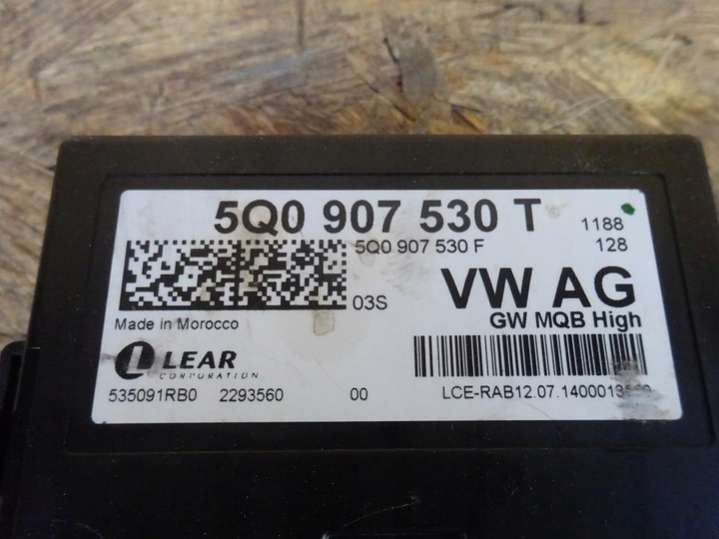 5Q0 907 530 T 1188
5Q0 907 530 F 128
03S VW AG
Made in Morocco GW MQB High
LEAR
CORPORATION
535091RB0 2293560 00